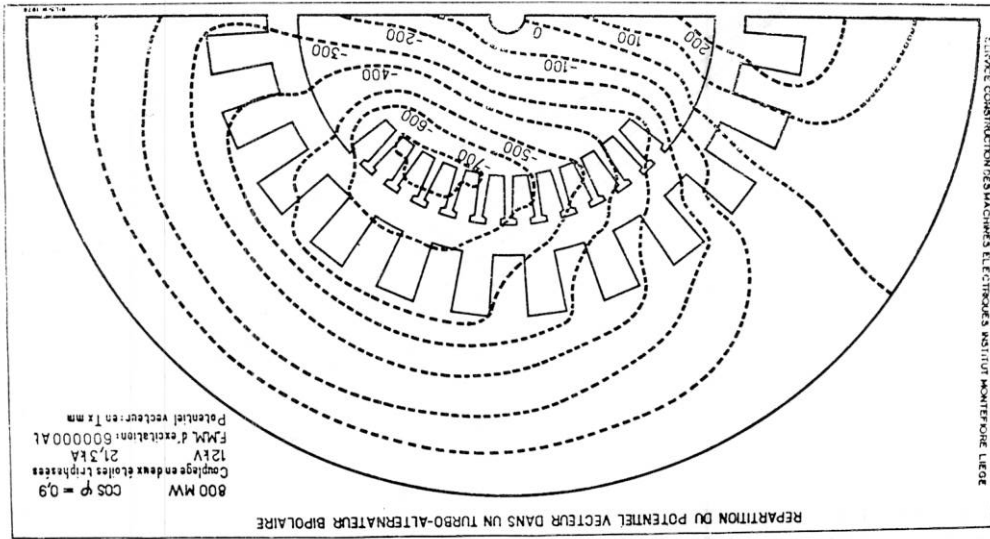 REPARTITION DU POTENTIEL VECTEUR DANS UN TURBO-ALTERNATEUR BIPOLAIRE
800 MW COS φ = 0,9
Couplage en deux étoiles triphasées
12 kV 21,3 kA
F.M.M. d'excitation: 600000 At
Potentiel vecteur: en T x mm
-700
-600
-500
-400
-300
-200
-100
0
100
200
CONSTRUCTION DES MACHINES ELECTRIQUES INSTITUT MONTEFIORE LIEGE